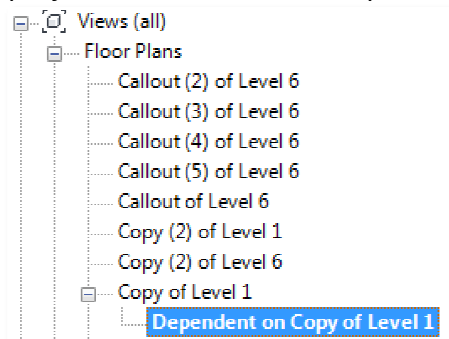 Views (all)
Floor Plans
Callout (2) of Level 6
Callout (3) of Level 6
Callout (4) of Level 6
Callout (5) of Level 6
Callout of Level 6
Copy (2) of Level 1
Copy (2) of Level 6
Copy of Level 1
Dependent on Copy of Level 1